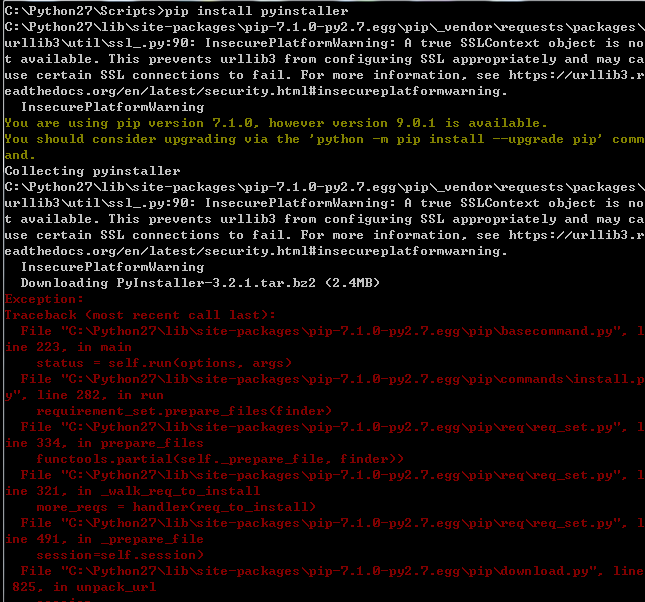 C:\Python27\Scripts>pip install pyinstaller
C:\Python27\lib\site-packages\pip-7.1.0-py2.7.egg\pip\_vendor\requests\packages\
urllib3\util\ssl_.py:90: InsecurePlatformWarning: A true SSLContext object is no
t available. This prevents urllib3 from configuring SSL appropriately and may ca
use certain SSL connections to fail. For more information, see https://urllib3.r
eadthedocs.org/en/latest/security.html#insecureplatformwarning.
  InsecurePlatformWarning
You are using pip version 7.1.0, however version 9.0.1 is available.
You should consider upgrading via the 'python -m pip install --upgrade pip' comm
and.
Collecting pyinstaller
C:\Python27\lib\site-packages\pip-7.1.0-py2.7.egg\pip\_vendor\requests\packages\
urllib3\util\ssl_.py:90: InsecurePlatformWarning: A true SSLContext object is no
t available. This prevents urllib3 from configuring SSL appropriately and may ca
use certain SSL connections to fail. For more information, see https://urllib3.r
eadthedocs.org/en/latest/security.html#insecureplatformwarning.
  InsecurePlatformWarning
  Downloading PyInstaller-3.2.1.tar.bz2 (2.4MB)
Exception:
Traceback (most recent call last):
  File "C:\Python27\lib\site-packages\pip-7.1.0-py2.7.egg\pip\basecommand.py", l
ine 223, in main
    status = self.run(options, args)
  File "C:\Python27\lib\site-packages\pip-7.1.0-py2.7.egg\pip\commands\install.p
y", line 282, in run
    requirement_set.prepare_files(finder)
  File "C:\Python27\lib\site-packages\pip-7.1.0-py2.7.egg\pip\req\req_set.py", l
ine 334, in prepare_files
    functools.partial(self._prepare_file, finder))
  File "C:\Python27\lib\site-packages\pip-7.1.0-py2.7.egg\pip\req\req_set.py", l
ine 321, in _walk_req_to_install
    more_reqs = handler(req_to_install)
  File "C:\Python27\lib\site-packages\pip-7.1.0-py2.7.egg\pip\req\req_set.py", l
ine 491, in _prepare_file
    session=self.session)
  File "C:\Python27\lib\site-packages\pip-7.1.0-py2.7.egg\pip\download.py", line
 825, in unpack_url